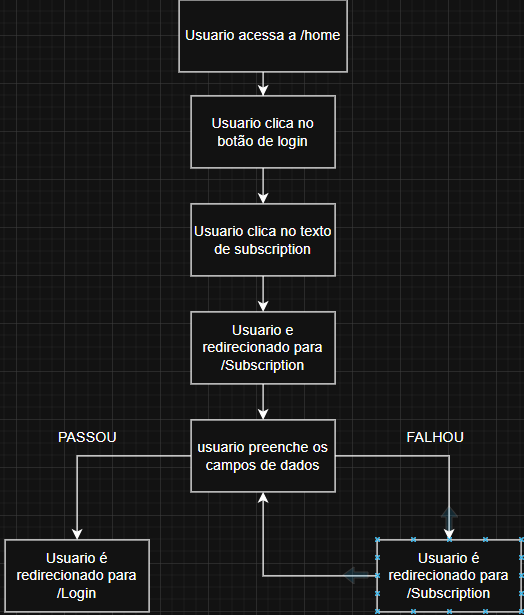 Usuario acessa a /home
Usuario clica no
botão de login
Usuario clica no texto
de subscription
Usuario e
redirecionado para
/Subscription
PASSOU
FALHOU
usuario preenche os
campos de dados
Usuario é
redirecionado para
/Login
Usuario é
redirecionado para
/Subscription